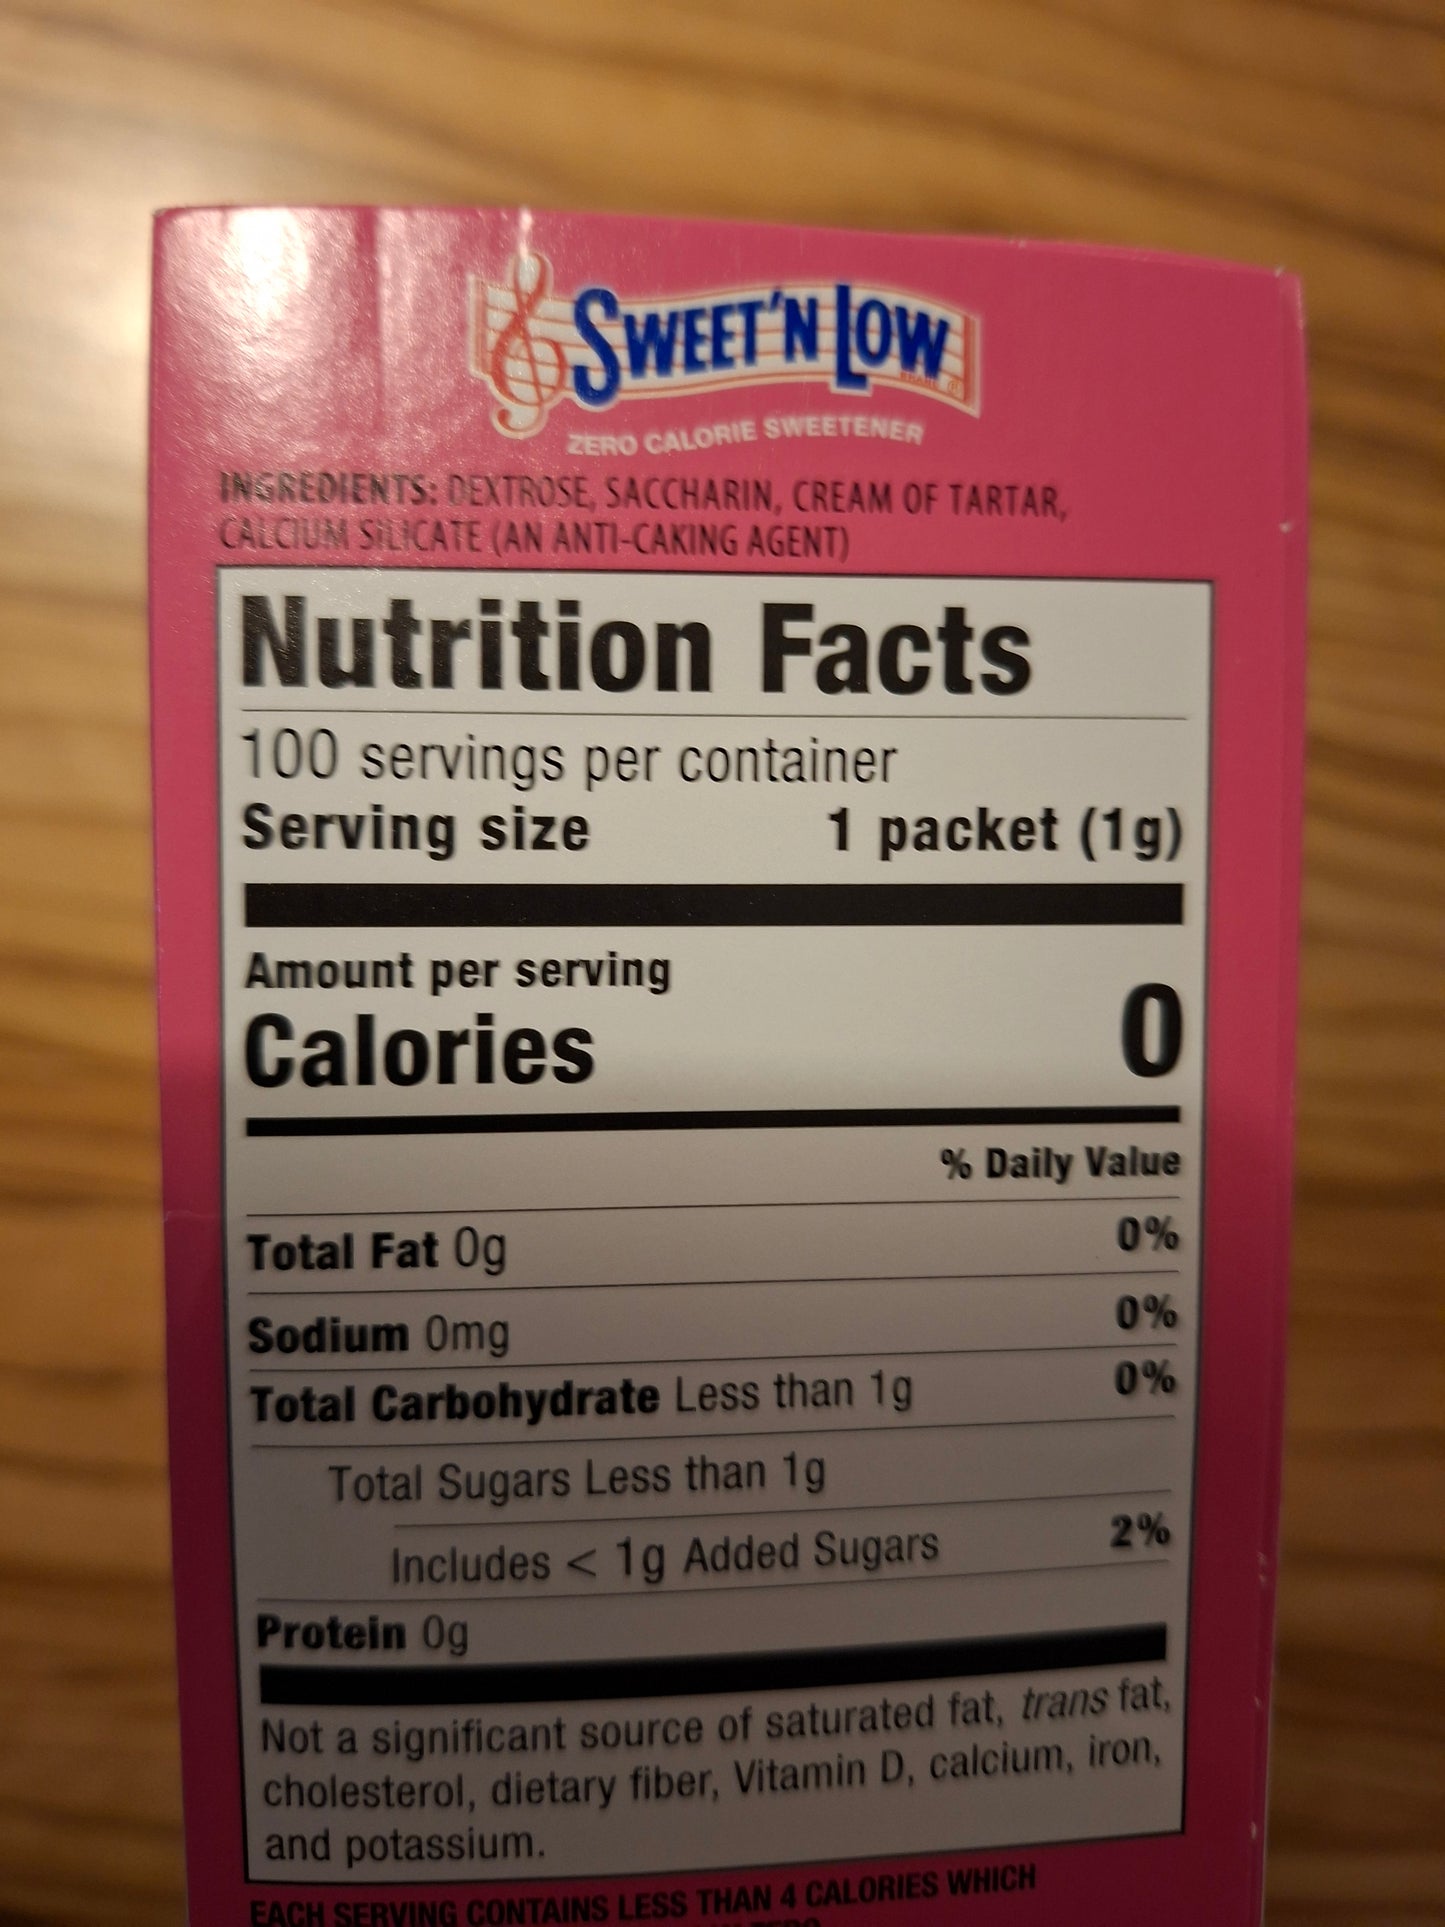 SWEET'N LOW
BRAND ®
ZERO CALORIE SWEETENER
INGREDIENTS: DEXTROSE, SACCHARIN, CREAM OF TARTAR,
CALCIUM SILICATE (AN ANTI-CAKING AGENT)
Nutrition Facts
100 servings per container
Serving size 1 packet (1g)
Amount per serving
Calories 0
% Daily Value
Total Fat 0g 0%
Sodium 0mg 0%
Total Carbohydrate Less than 1g 0%
Total Sugars Less than 1g
Includes < 1g Added Sugars 2%
Protein 0g
Not a significant source of saturated fat, trans fat,
cholesterol, dietary fiber, Vitamin D, calcium, iron,
and potassium.
EACH SERVING CONTAINS LESS THAN 4 CALORIES WHICH